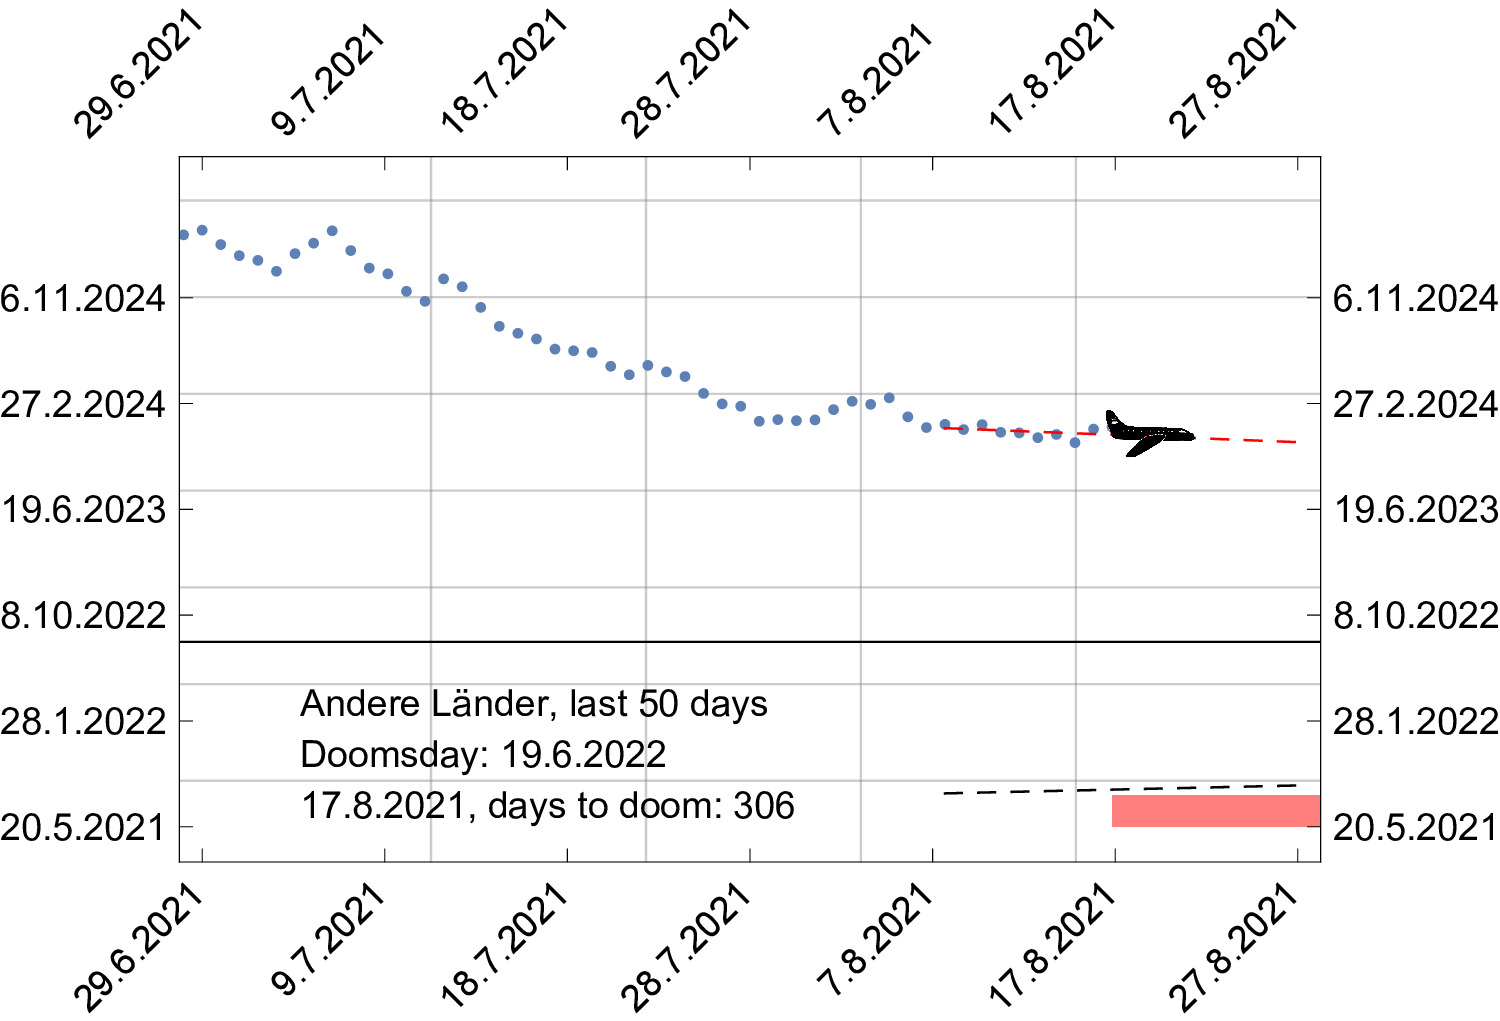 29.6.2021 9.7.2021 18.7.2021 28.7.2021 7.8.2021 17.8.2021 27.8.2021
6.11.2024 6.11.2024
27.2.2024 27.2.2024
19.6.2023 19.6.2023
8.10.2022 8.10.2022
Andere Länder, last 50 days
28.1.2022 28.1.2022
Doomsday: 19.6.2022
17.8.2021, days to doom: 306
20.5.2021 20.5.2021
29.6.2021 9.7.2021 18.7.2021 28.7.2021 7.8.2021 17.8.2021 27.8.2021